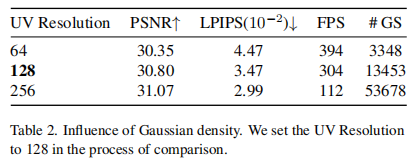 UV Resolution PSNR↑ LPIPS(10⁻²)↓ FPS # GS
64 30.35 4.47 394 3348
128 30.80 3.47 304 13453
256 31.07 2.99 112 53678
Table 2. Influence of Gaussian density. We set the UV Resolution
to 128 in the process of comparison.